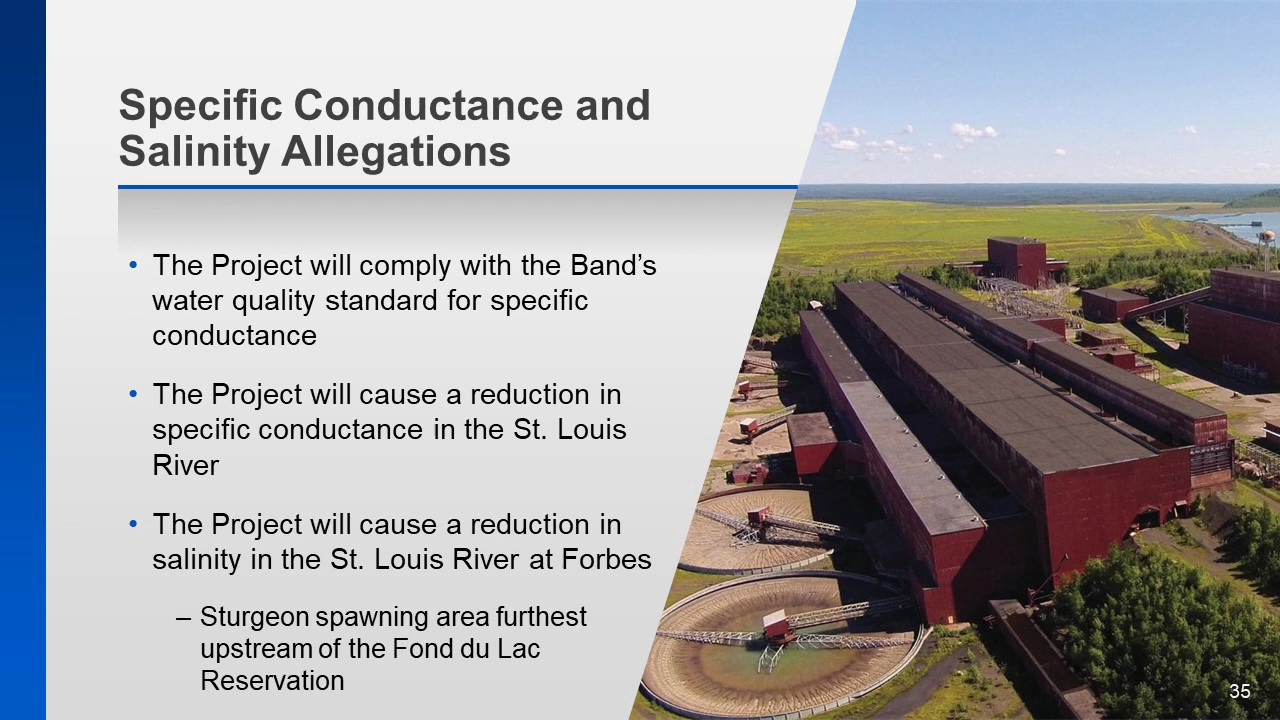 Specific Conductance and
Salinity Allegations
• The Project will comply with the Band’s
water quality standard for specific
conductance
• The Project will cause a reduction in
specific conductance in the St. Louis
River
• The Project will cause a reduction in
salinity in the St. Louis River at Forbes
– Sturgeon spawning area furthest
upstream of the Fond du Lac
Reservation
35